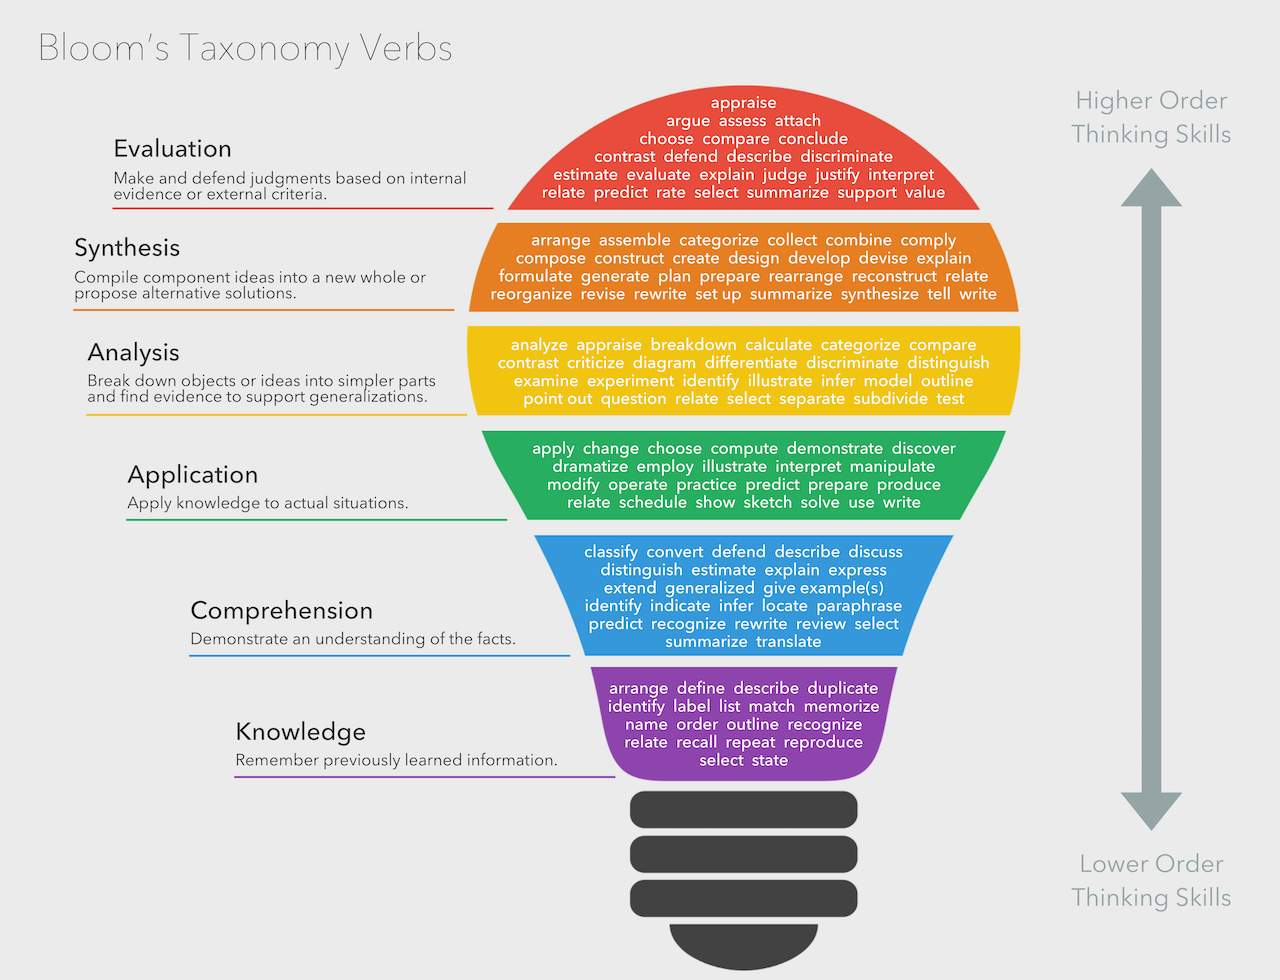 Bloom's Taxonomy Verbs
Higher Order
Thinking Skills
Evaluation
Make and defend judgments based on internal
evidence or external criteria.
appraise
argue assess attach
choose compare conclude
contrast defend describe discriminate
estimate evaluate explain judge justify interpret
relate predict rate select summarize support value
Synthesis
Compile component ideas into a new whole or
propose alternative solutions.
arrange assemble categorize collect combine comply
compose construct create design develop devise explain
formulate generate plan prepare rearrange reconstruct relate
reorganize revise rewrite set up summarize synthesize tell write
Analysis
Break down objects or ideas into simpler parts
and find evidence to support generalizations.
analyze appraise breakdown calculate categorize compare
contrast criticize diagram differentiate discriminate distinguish
examine experiment identify illustrate infer model outline
point out question relate select separate subdivide test
Application
Apply knowledge to actual situations.
apply change choose compute demonstrate discover
dramatize employ illustrate interpret manipulate
modify operate practice predict prepare produce
relate schedule show sketch solve use write
Comprehension
Demonstrate an understanding of the facts.
classify convert defend describe discuss
distinguish estimate explain express
extend generalized give example(s)
identify indicate infer locate paraphrase
predict recognize rewrite review select
summarize translate
Knowledge
Remember previously learned information.
arrange define describe duplicate
identify label list match memorize
name order outline recognize
relate recall repeat reproduce
select state
Lower Order
Thinking Skills